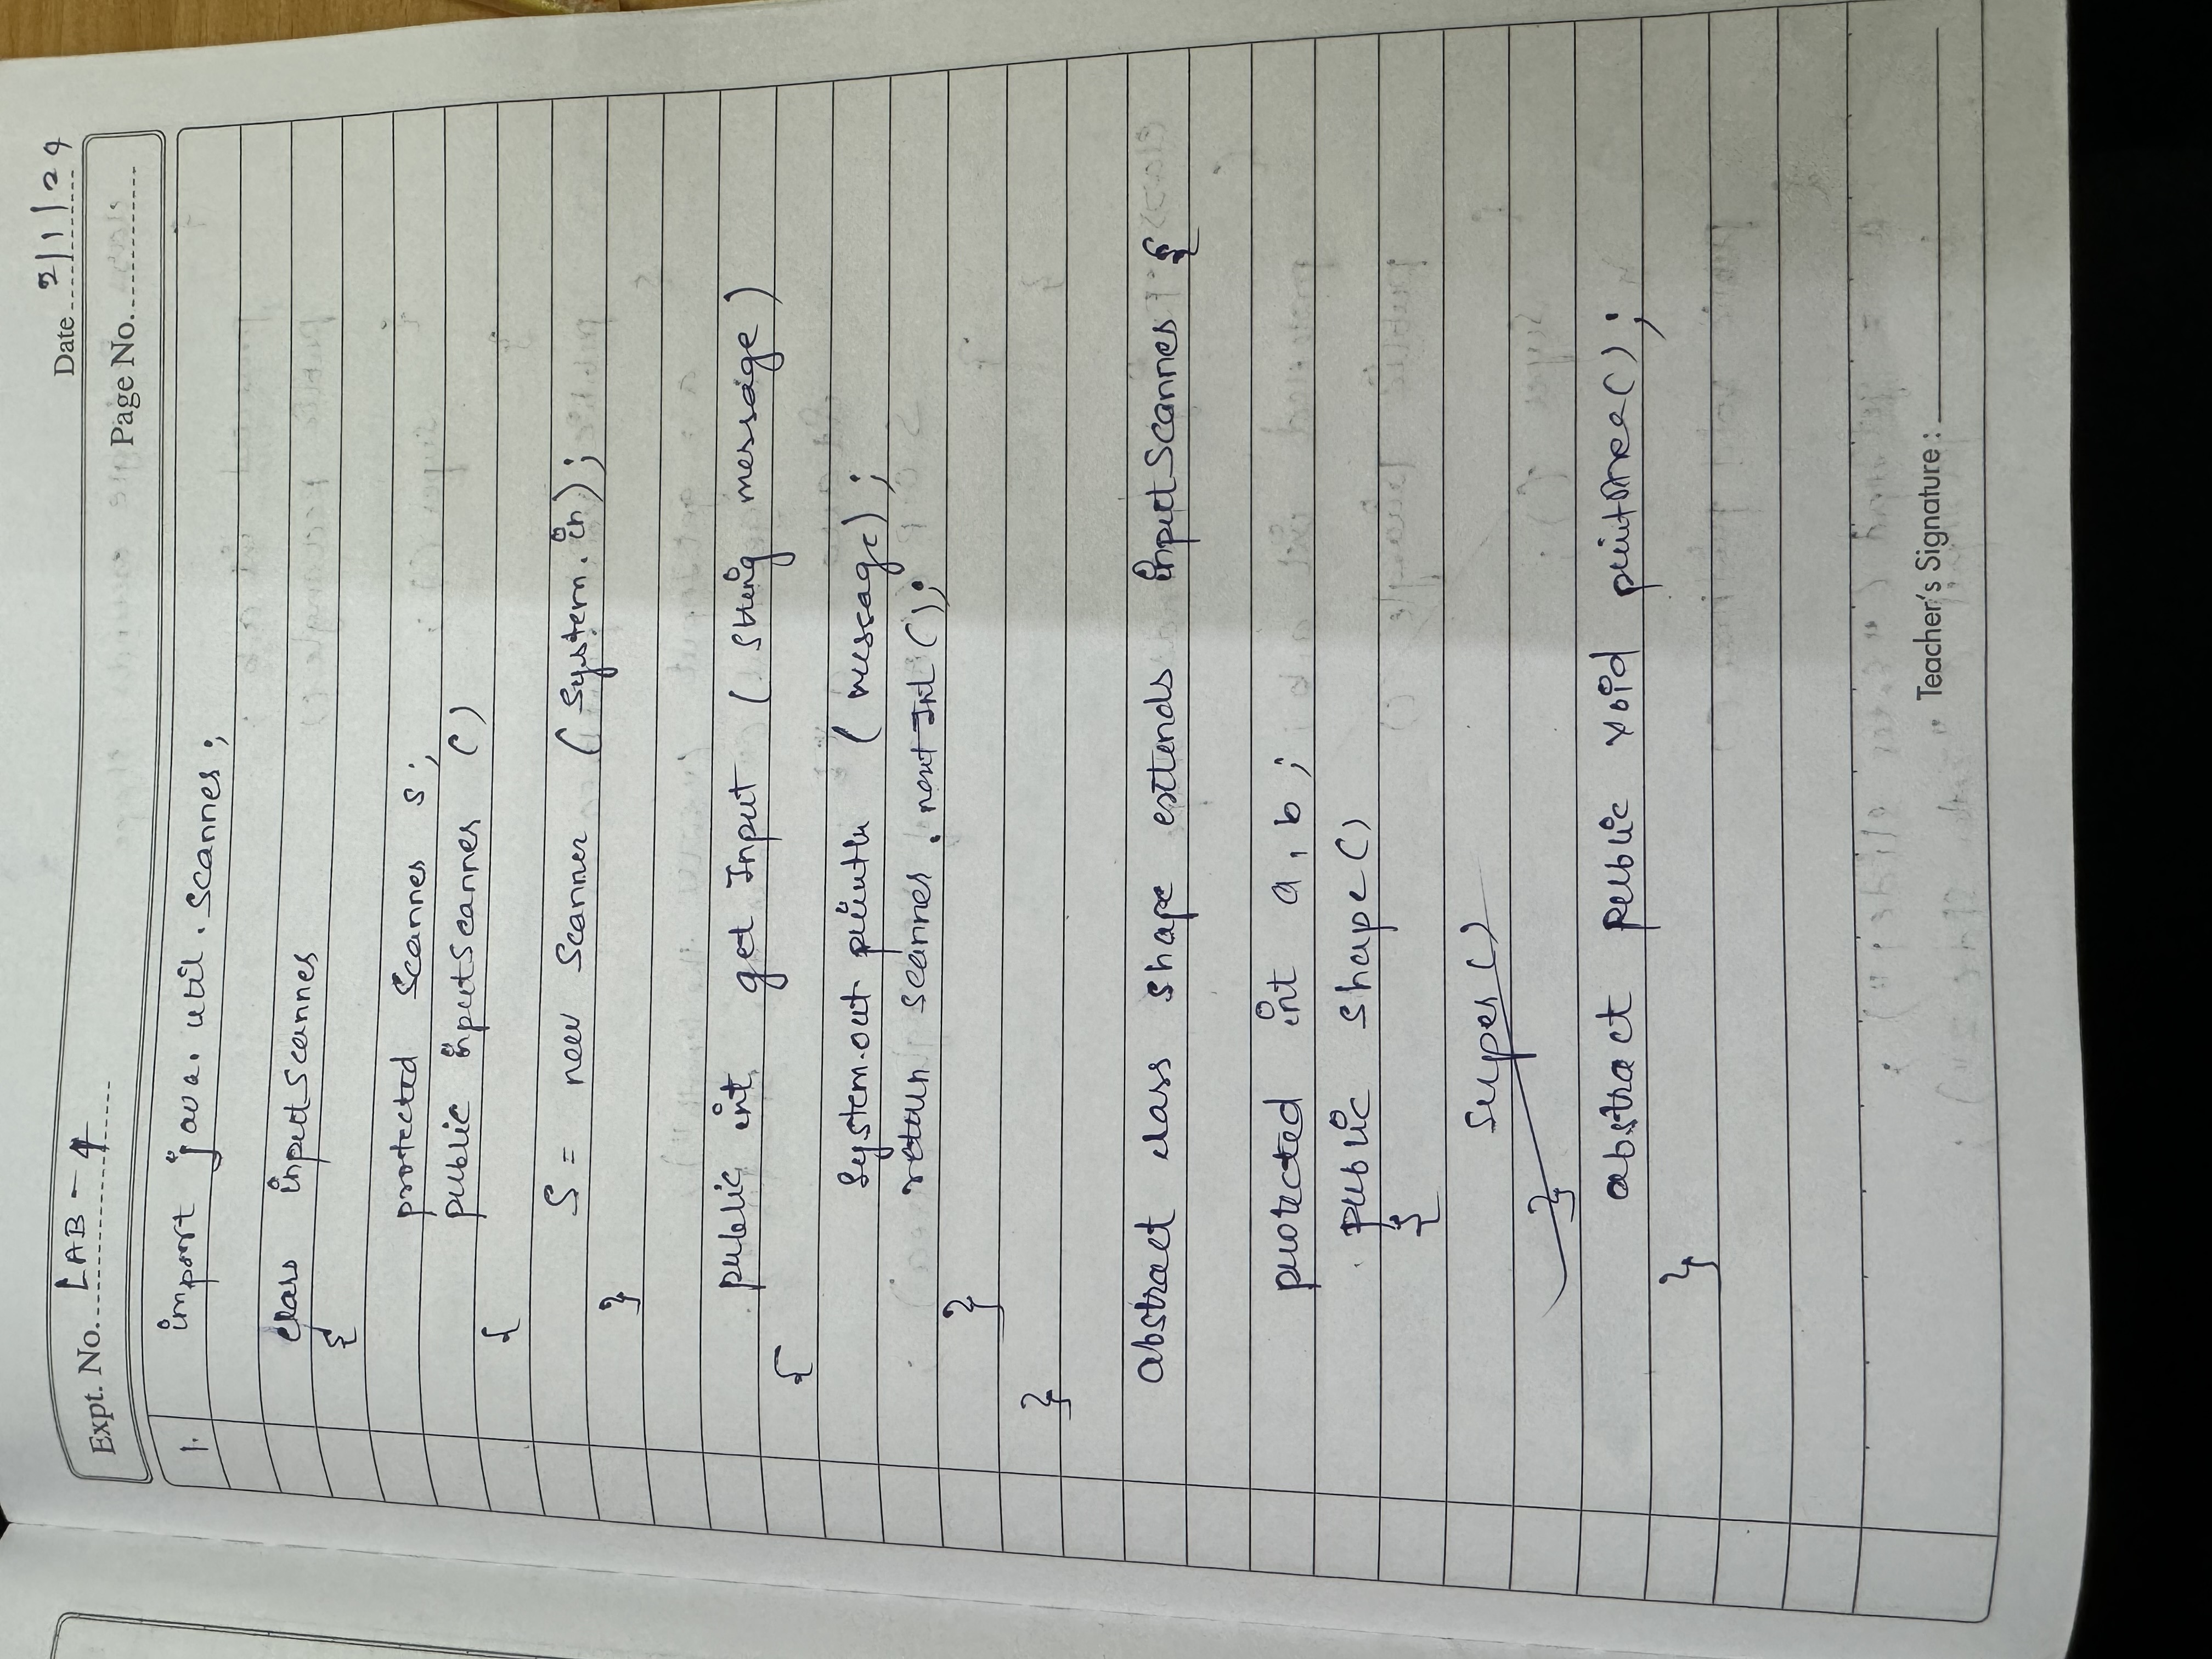 Date 2/1/24
Expt. No. LAB - 4
Page No.
1. import java.util.Scanner;
class inputScanner
{
protected Scanner s;
public inputScanner ()
{
S = new Scanner (System.in);
}
public int get Input (String message)
{
System.out println (message);
return scanner.nextInt();
}
}
abstract class shape extends inputScanner {
protected int a, b;
public shape()
{
super()
}
abstract public void printArea();
}
Teacher's Signature :